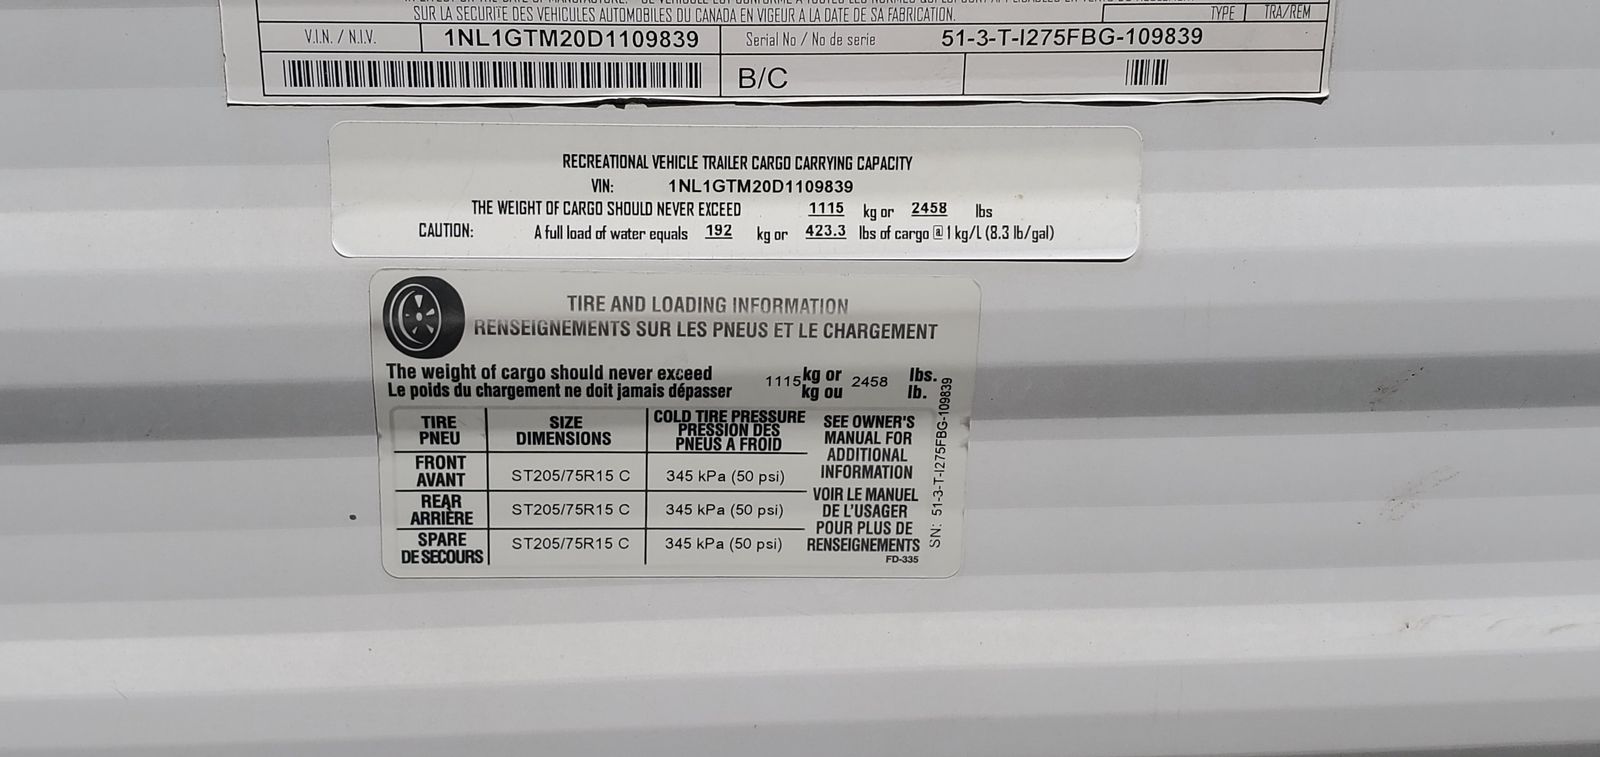 SUR LA SECURITE DES VEHICULES AUTOMOBILES DU CANADA EN VIGEUR A LA DATE DE SA FABRICATION.
TYPE TRA/REM
V.I.N. / N.I.V. 1NL1GTM20D1109839 Serial No / No de serie 51-3-T-I275FBG-109839
B/C
RECREATIONAL VEHICLE TRAILER CARGO CARRYING CAPACITY
VIN: 1NL1GTM20D1109839
THE WEIGHT OF CARGO SHOULD NEVER EXCEED 1115 kg or 2458 lbs
CAUTION: A full load of water equals 192 kg or 423.3 lbs of cargo @ 1 kg/L (8.3 lb/gal)
TIRE AND LOADING INFORMATION
RENSEIGNEMENTS SUR LES PNEUS ET LE CHARGEMENT
The weight of cargo should never exceed 1115 kg or 2458 lbs.
Le poids du chargement ne doit jamais dépasser kg ou lb.
TIRE
PNEU
SIZE
DIMENSIONS
COLD TIRE PRESSURE
PRESSION DES
PNEUS A FROID
FRONT
AVANT
ST205/75R15 C
345 kPa (50 psi)
REAR
ARRIÈRE
ST205/75R15 C
345 kPa (50 psi)
SPARE
DE SECOURS
ST205/75R15 C
345 kPa (50 psi)
SEE OWNER'S
MANUAL FOR
ADDITIONAL
INFORMATION
VOIR LE MANUEL
DE L'USAGER
POUR PLUS DE
RENSEIGNEMENTS
FD-335
SN: 51-3-T-I275FBG-109839